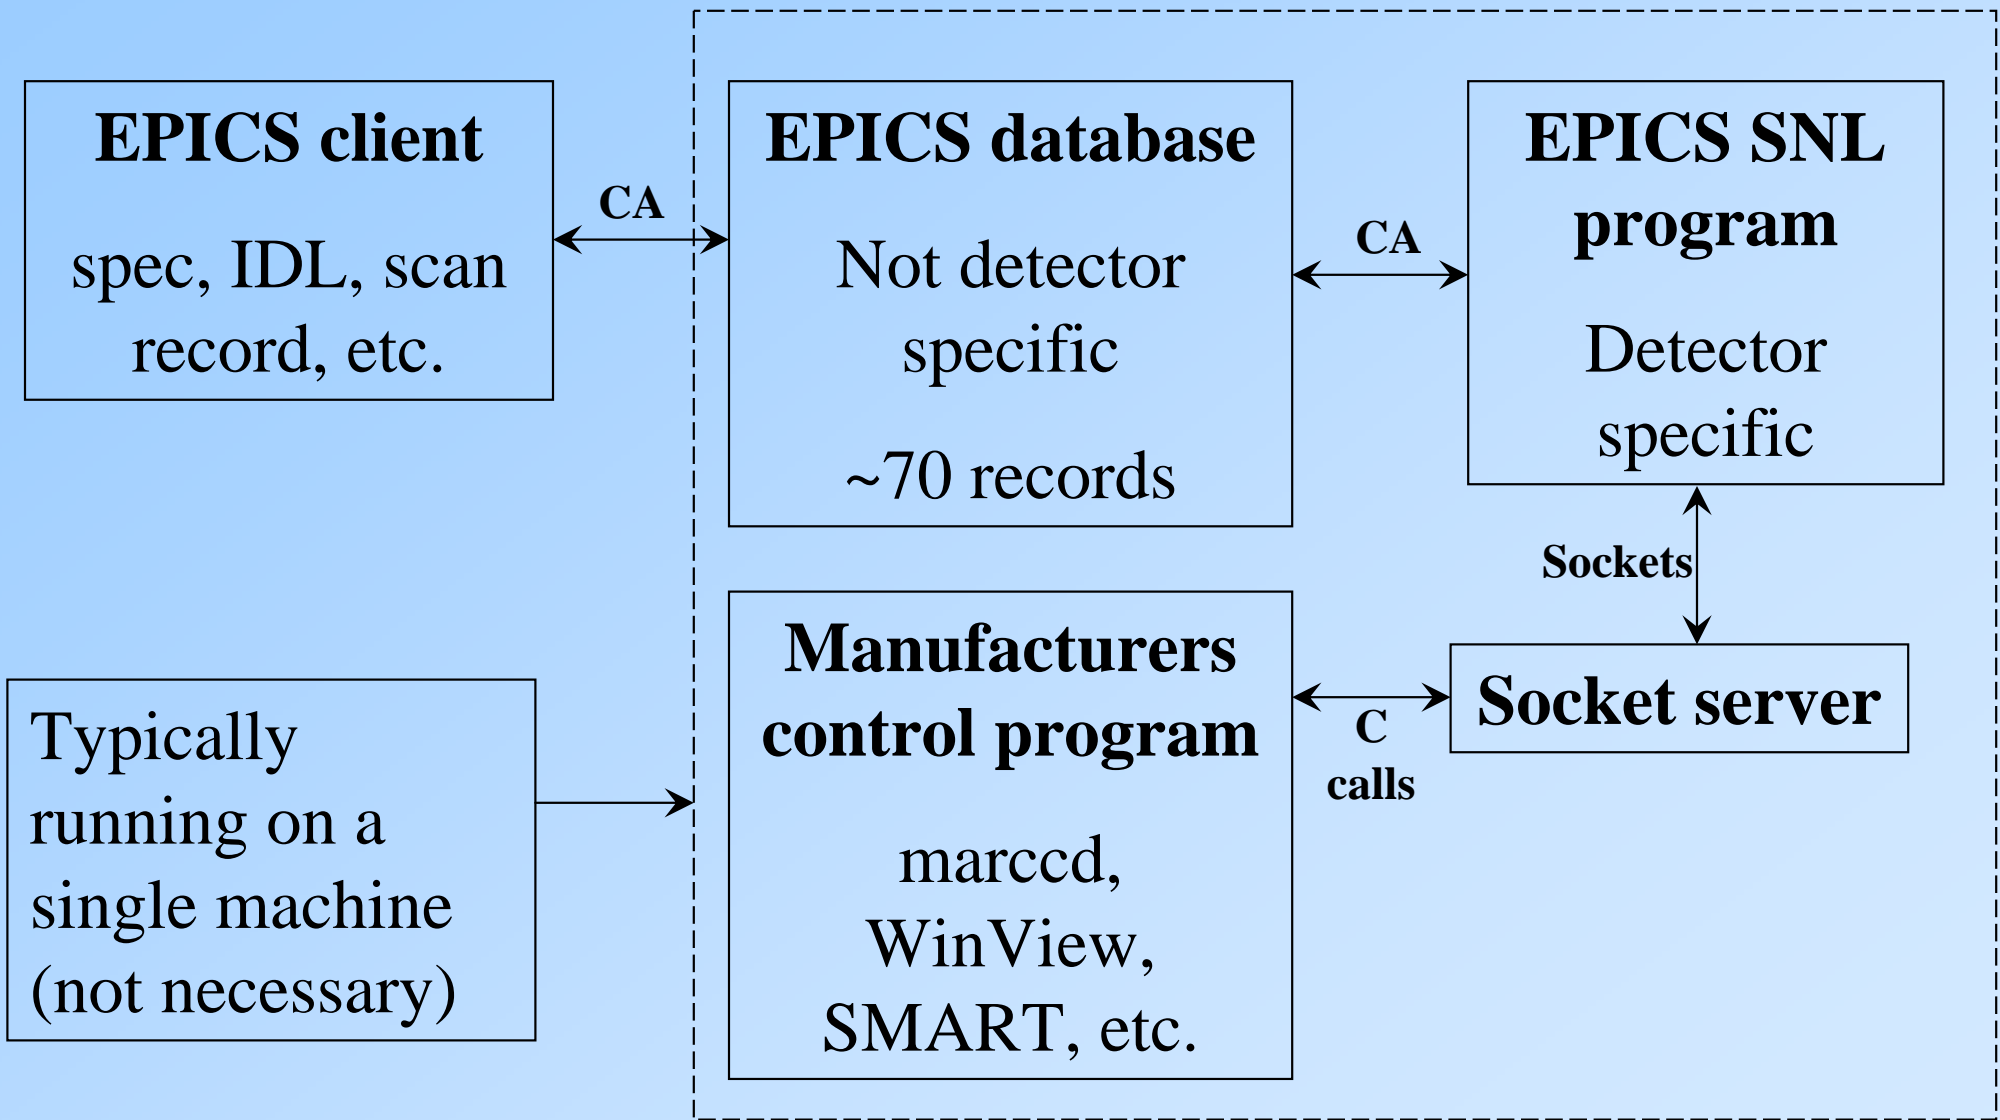 EPICS client
spec, IDL, scan
record, etc.
CA
EPICS database
Not detector
specific
~70 records
CA
EPICS SNL
program
Detector
specific
Sockets
Socket server
C
calls
Manufacturers
control program
marccd,
WinView,
SMART, etc.
Typically
running on a
single machine
(not necessary)